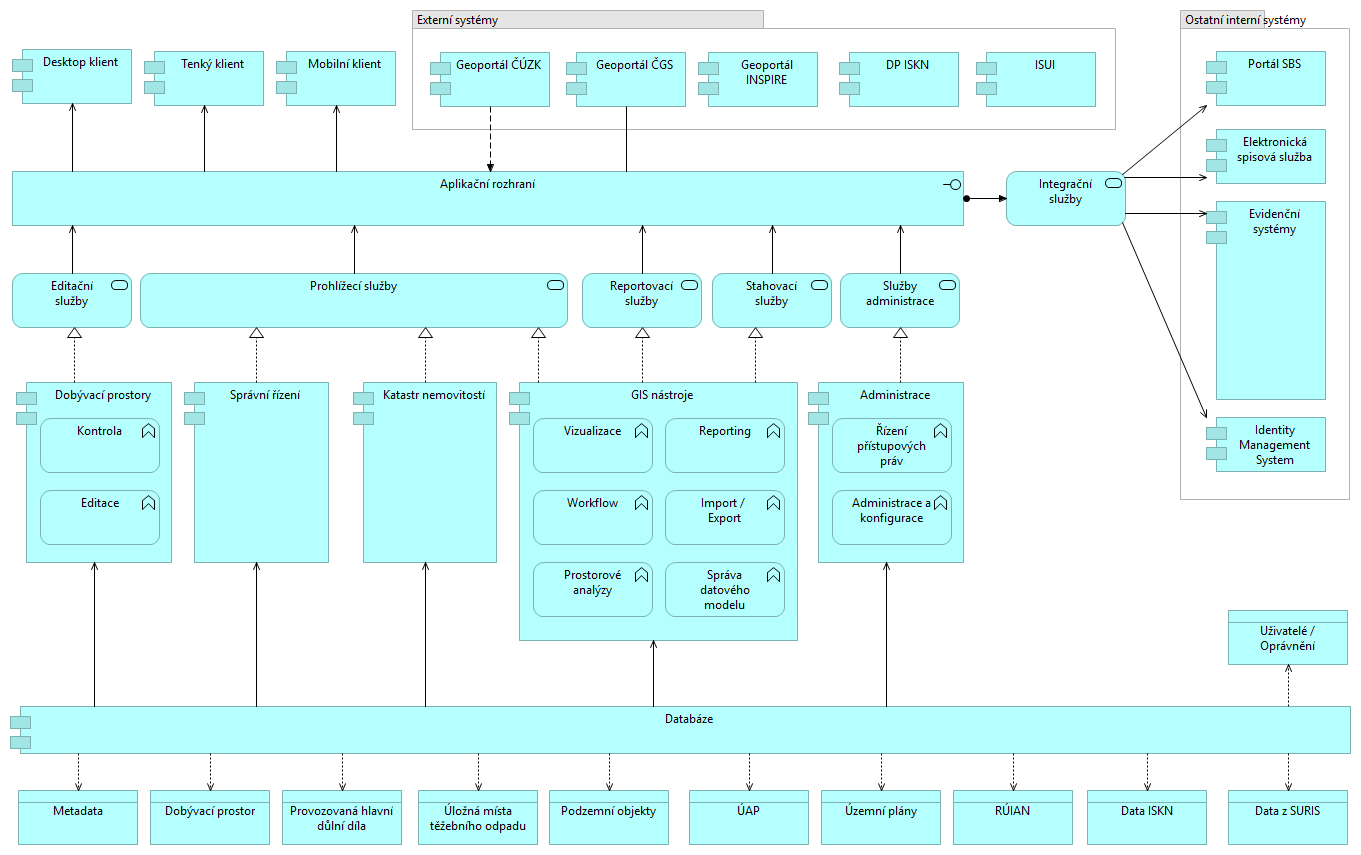 Externí systémy
Ostatní interní systémy
Desktop klient
Tenký klient
Mobilní klient
Geoportál ČÚZK
Geoportál ČGS
Geoportál
INSPIRE
DP ISKN
ISUI
Portál SBS
Elektronická
spisová služba
Aplikační rozhraní
Integrační
služby
Evidenční
systémy
Editační
služby
Prohlížecí služby
Reportovací
služby
Stahovací
služby
Služby
administrace
Dobývací prostory
Kontrola
Editace
Správní řízení
Katastr nemovitostí
GIS nástroje
Vizualizace
Reporting
Workflow
Import /
Export
Prostorové
analýzy
Správa
datového
modelu
Administrace
Řízení
přístupových
práv
Administrace a
konfigurace
Identity
Management
System
Uživatelé /
Oprávnění
Databáze
Metadata
Dobývací prostor
Provozovaná hlavní
důlní díla
Úložná místa
těžebního odpadu
Podzemní objekty
ÚAP
Územní plány
RÚIAN
Data ISKN
Data z SURIS